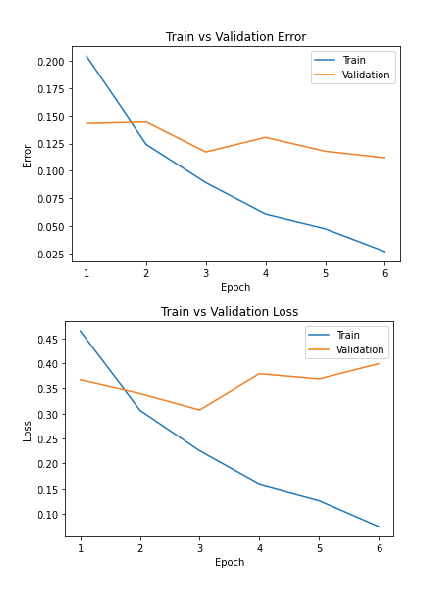 Train vs Validation Error
0.200
0.175
0.150
0.125
0.100
0.075
0.050
0.025
Error
Train
Validation
1 2 3 4 5 6
Epoch
Train vs Validation Loss
0.45
0.40
0.35
0.30
0.25
0.20
0.15
0.10
Loss
Train
Validation
1 2 3 4 5 6
Epoch